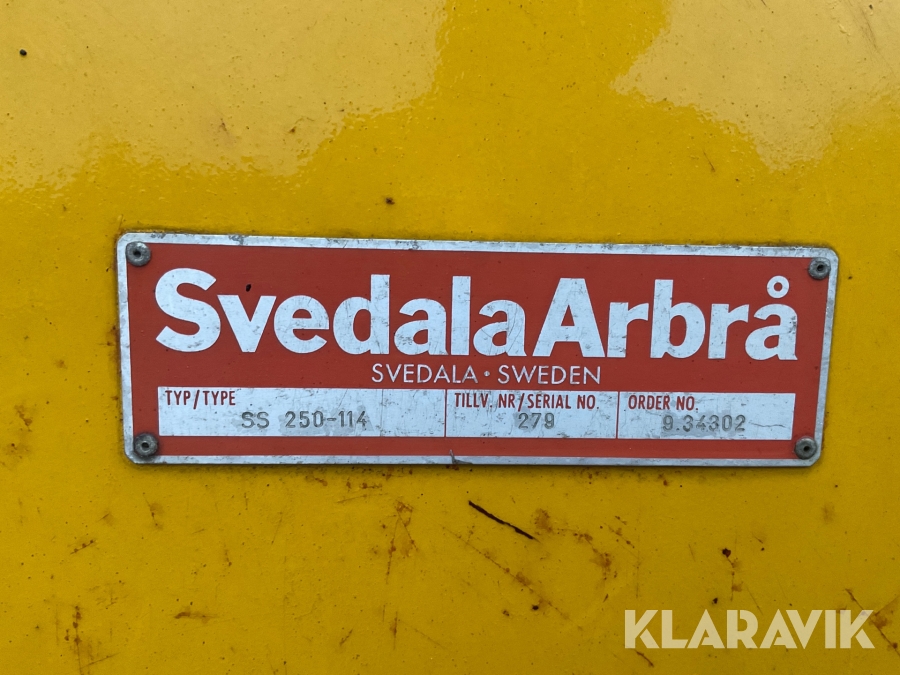 SvedalaArbrå
SVEDALA · SWEDEN
TYP/TYPE
SS 250-114
TILLV. NR/SERIAL NO.
279
ORDER NO.
9.34302
KLARAVIK